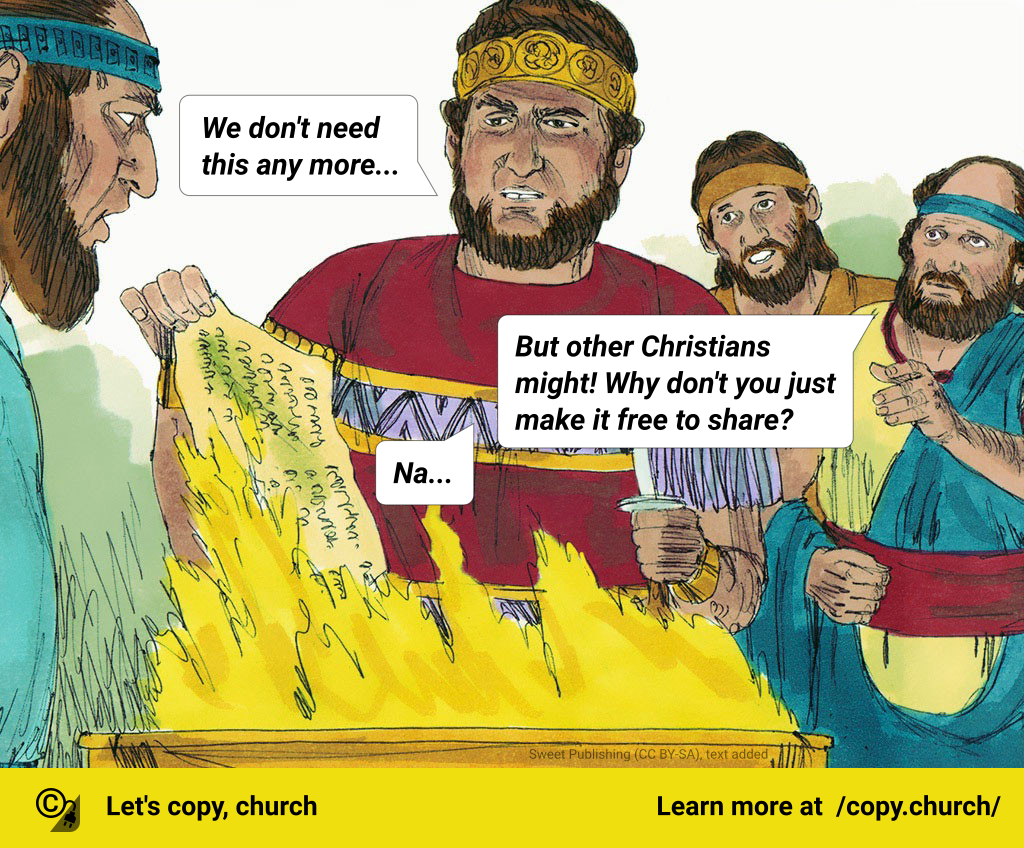 We don't need
this any more...
But other Christians
might! Why don't you just
make it free to share?
Na...
Sweet Publishing (CC BY-SA), text added
©
Let's copy, church
Learn more at /copy.church/